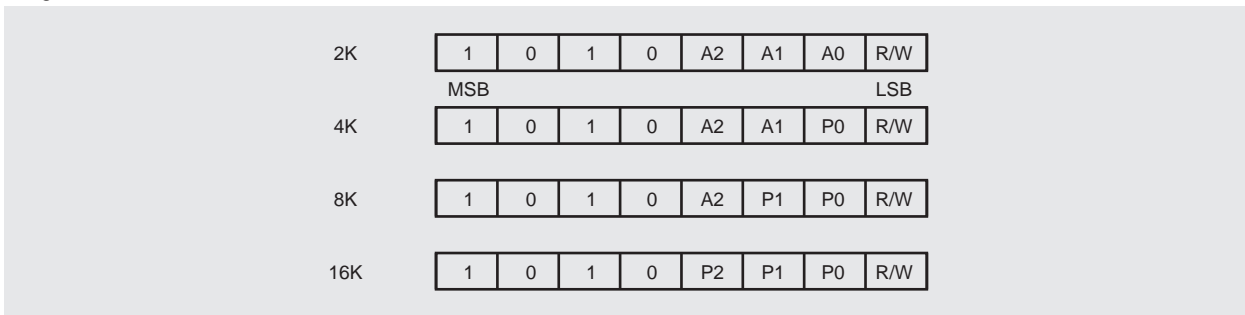 2K 1 0 1 0 A2 A1 A0 R/W
MSB LSB
4K 1 0 1 0 A2 A1 P0 R/W
8K 1 0 1 0 A2 P1 P0 R/W
16K 1 0 1 0 P2 P1 P0 R/W